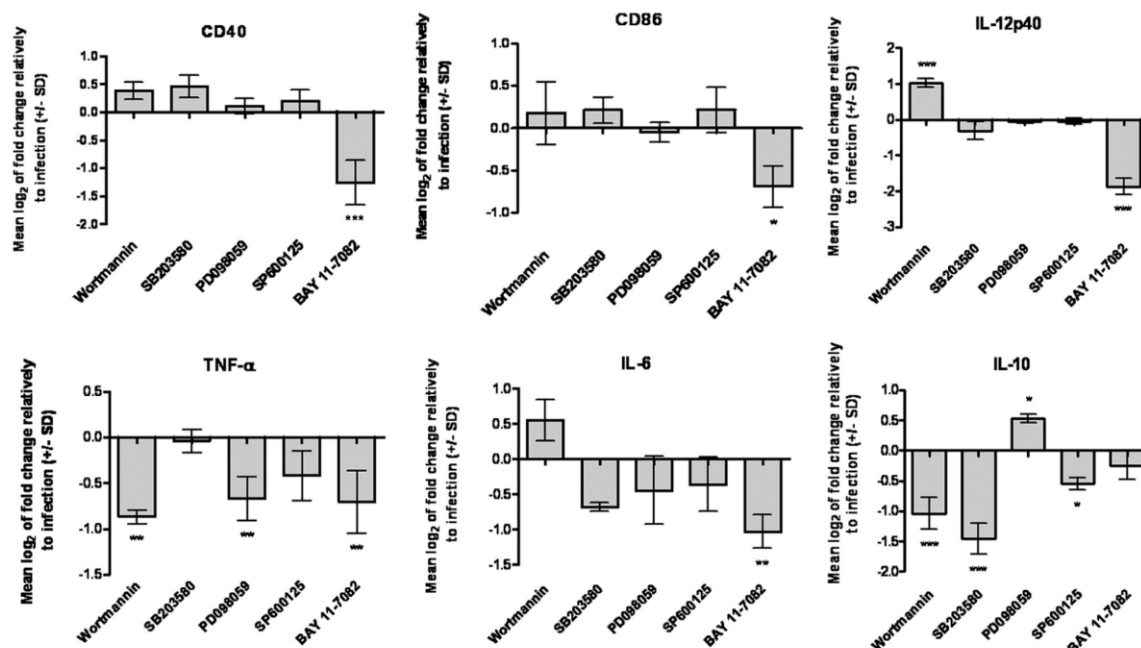 CD40
Mean log2 of fold change relatively
to infection (+/- SD)
1.0
0.5
0.0
-0.5
-1.0
-1.5
-2.0
***
Wortmannin
SB203580
PD098059
SP600125
BAY 11-7082
CD86
Mean log2 of fold change relatively
to infection (+/- SD)
1.0
0.5
0.0
-0.5
-1.0
*
Wortmannin
SB203580
PD098059
SP600125
BAY 11-7082
IL-12p40
Mean log2 of fold change relatively
to infection (+/- SD)
2
1
0
-1
-2
-3
***
***
Wortmannin
SB203580
PD098059
SP600125
BAY 11-7082
TNF-α
Mean log2 of fold change relatively
to infection (+/- SD)
0.5
0.0
-0.5
-1.0
-1.5
**
**
**
Wortmannin
SB203580
PD098059
SP600125
BAY 11-7082
IL-6
Mean log2 of fold change relatively
to infection (+/- SD)
1.0
0.5
0.0
-0.5
-1.0
-1.5
**
Wortmannin
SB203580
PD098059
SP600125
BAY 11-7082
IL-10
Mean log2 of fold change relatively
to infection (+/- SD)
1.0
0.5
0.0
-0.5
-1.0
-1.5
-2.0
***
***
*
*
Wortmannin
SB203580
PD098059
SP600125
BAY 11-7082